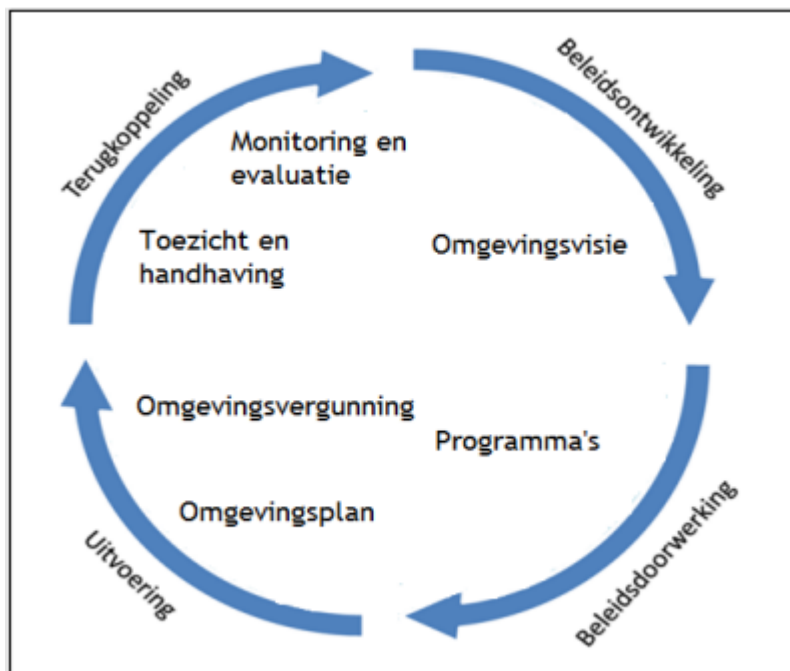 Terugkoppeling
Beleidsontwikkeling
Monitoring en
evaluatie
Toezicht en
handhaving
Omgevingsvisie
Omgevingsvergunning
Programma's
Omgevingsplan
Uitvoering
Beleidsdoorwerking